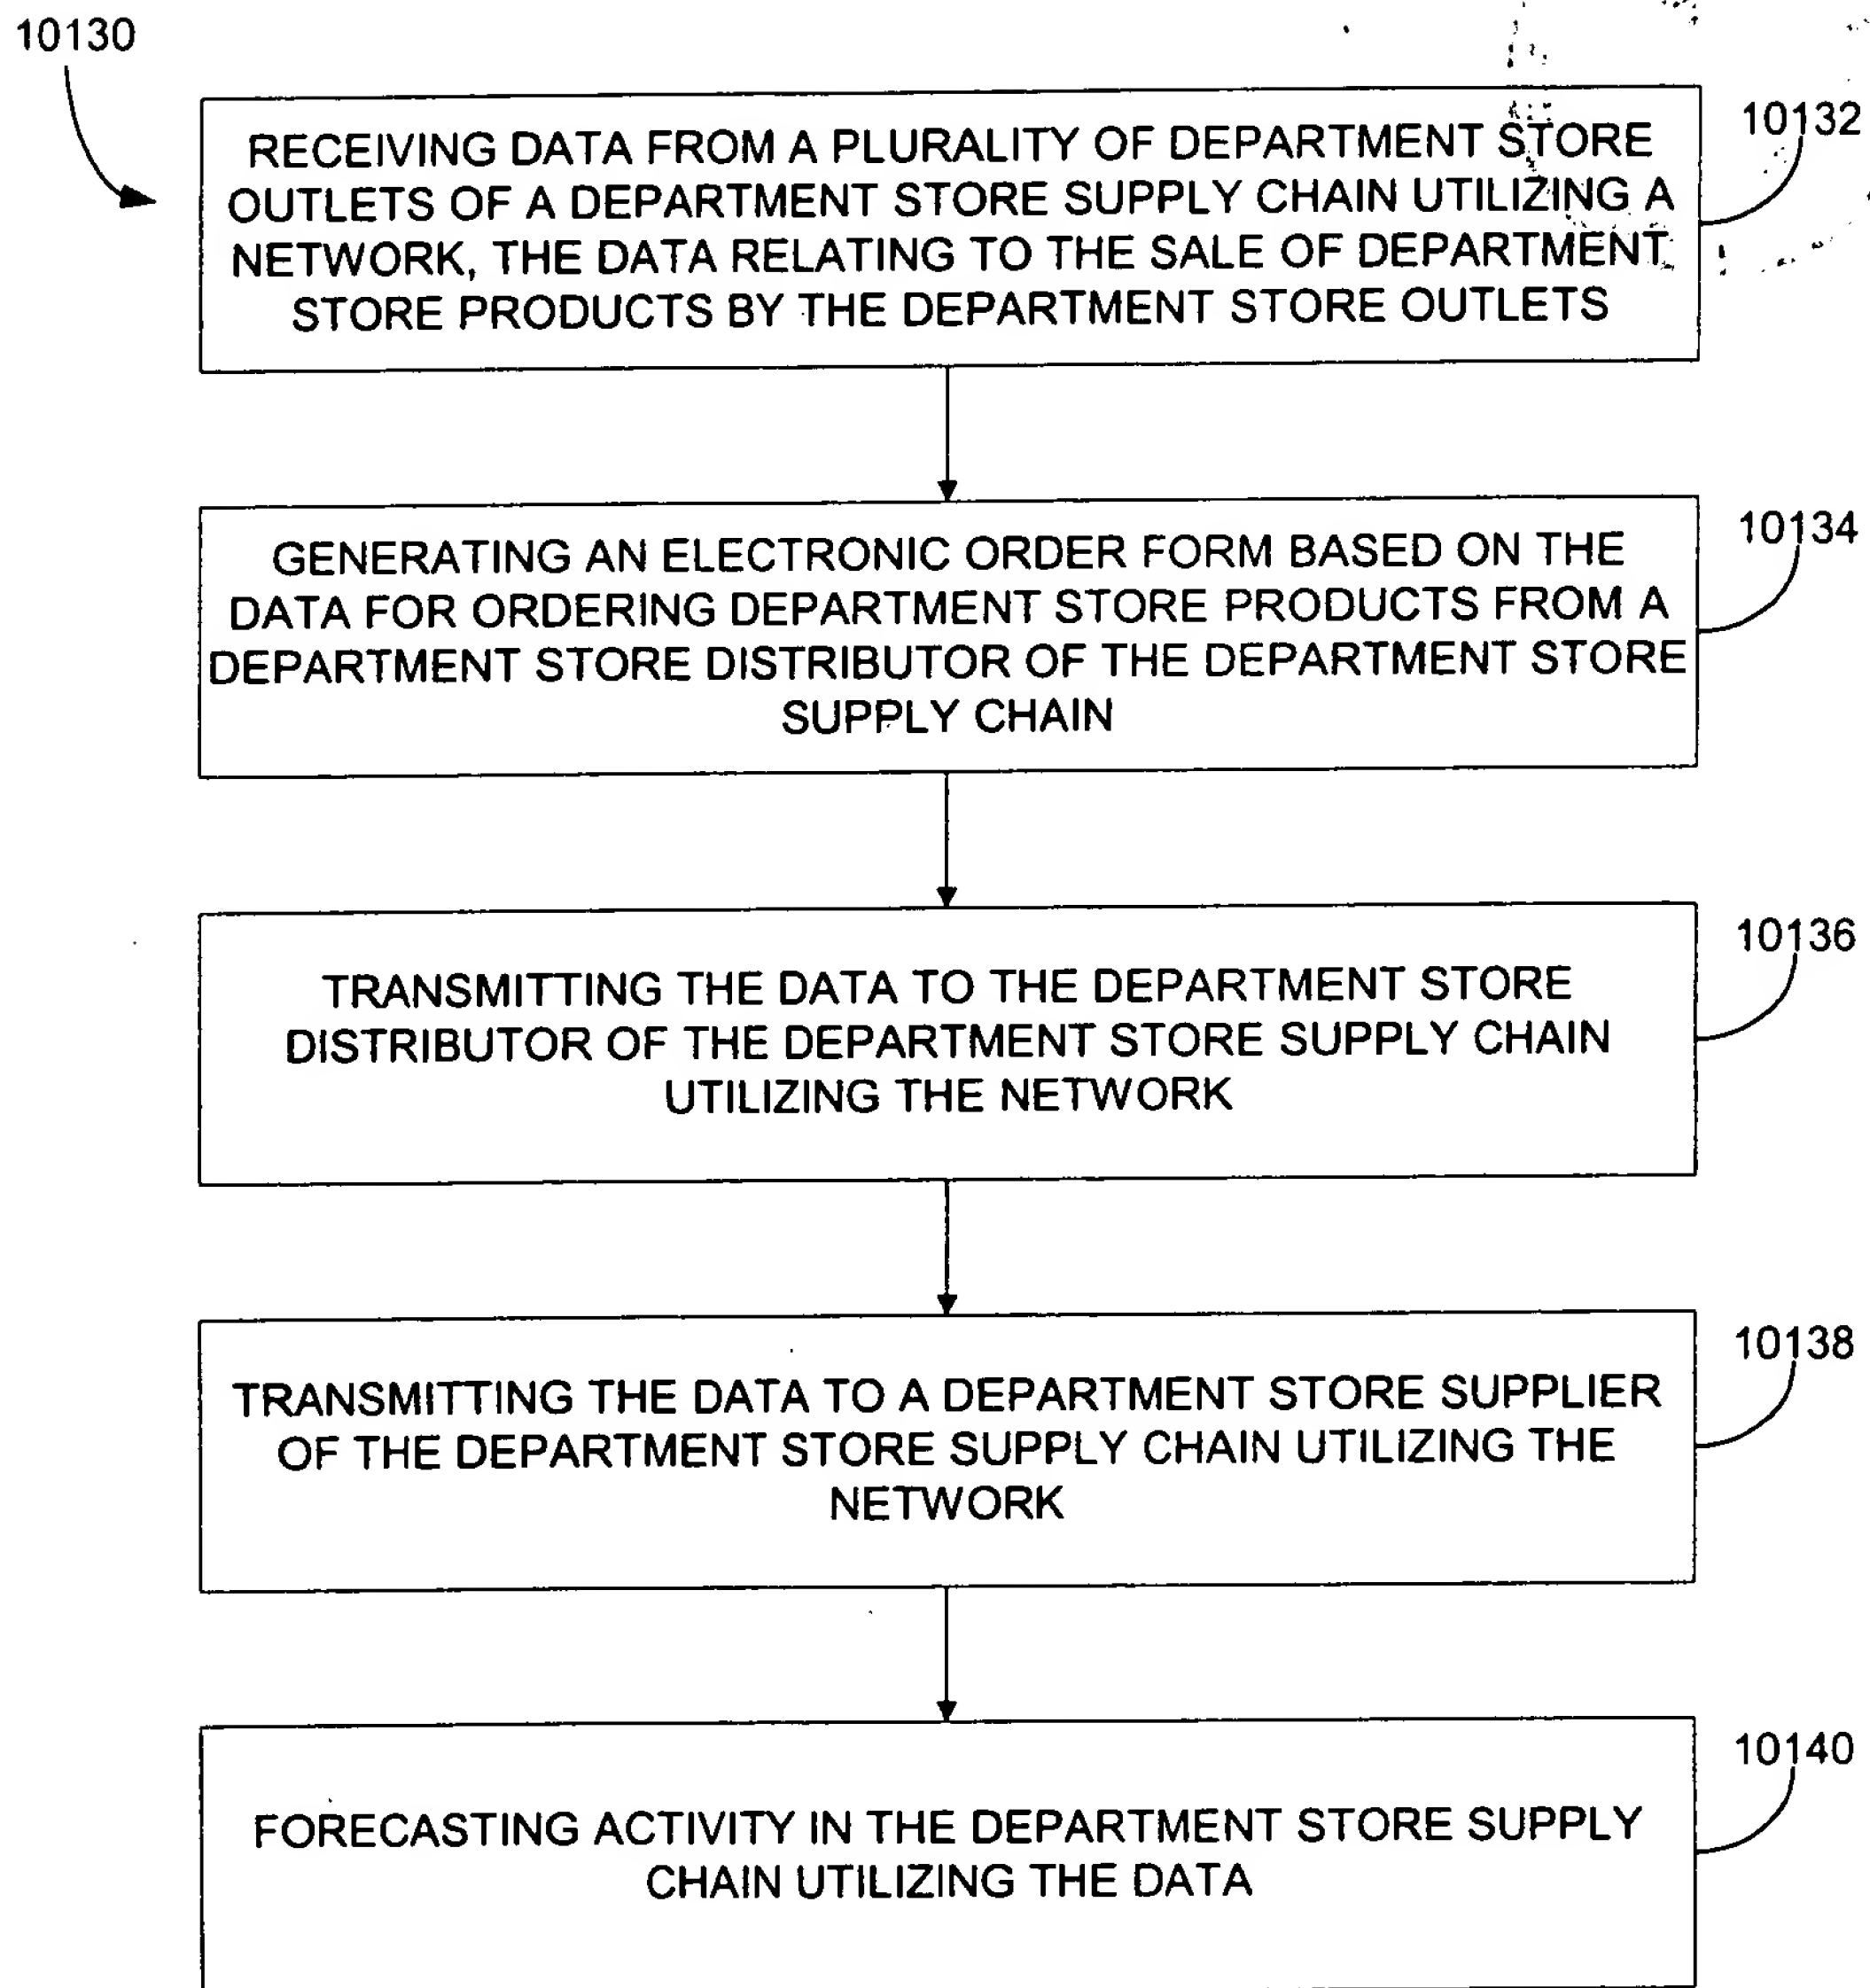 10130
10132
RECEIVING DATA FROM A PLURALITY OF DEPARTMENT STORE
OUTLETS OF A DEPARTMENT STORE SUPPLY CHAIN UTILIZING A
NETWORK, THE DATA RELATING TO THE SALE OF DEPARTMENT
STORE PRODUCTS BY THE DEPARTMENT STORE OUTLETS
10134
GENERATING AN ELECTRONIC ORDER FORM BASED ON THE
DATA FOR ORDERING DEPARTMENT STORE PRODUCTS FROM A
DEPARTMENT STORE DISTRIBUTOR OF THE DEPARTMENT STORE
SUPPLY CHAIN
10136
TRANSMITTING THE DATA TO THE DEPARTMENT STORE
DISTRIBUTOR OF THE DEPARTMENT STORE SUPPLY CHAIN
UTILIZING THE NETWORK
10138
TRANSMITTING THE DATA TO A DEPARTMENT STORE SUPPLIER
OF THE DEPARTMENT STORE SUPPLY CHAIN UTILIZING THE
NETWORK
10140
FORECASTING ACTIVITY IN THE DEPARTMENT STORE SUPPLY
CHAIN UTILIZING THE DATA